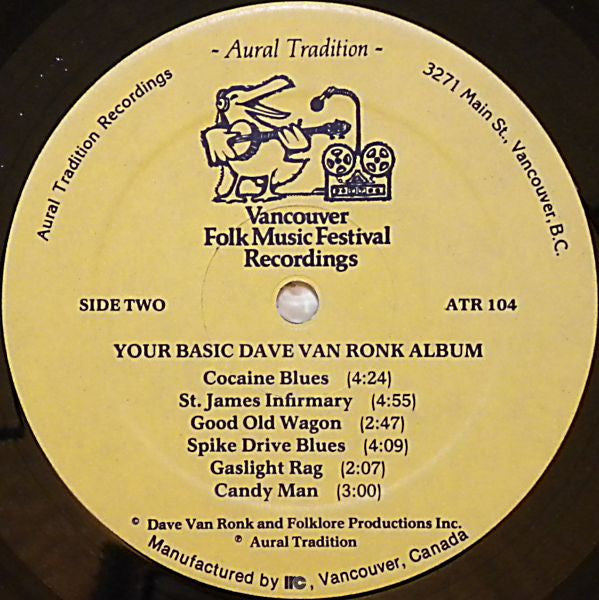 - Aural Tradition -
Aural Tradition Recordings
3271 Main St., Vancouver, B.C.
Vancouver
Folk Music Festival
Recordings
SIDE TWO
ATR 104
YOUR BASIC DAVE VAN RONK ALBUM
Cocaine Blues (4:24)
St. James Infirmary (4:55)
Good Old Wagon (2:47)
Spike Drive Blues (4:09)
Gaslight Rag (2:07)
Candy Man (3:00)
© Dave Van Ronk and Folklore Productions Inc.
℗ Aural Tradition
Manufactured by irc, Vancouver, Canada